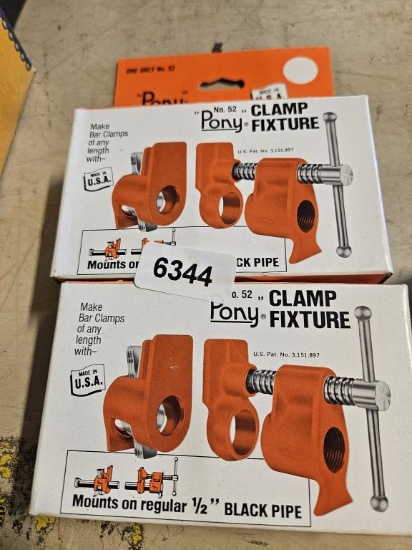 ONE ONLY No. 52
"Pony"
U.S.A.
Make
Bar Clamps
of any
length
with—
MADE IN
U.S.A.
No. 52
"Pony"® CLAMP
FIXTURE
U.S. Pat. No. 3,151,897
Mounts on
BLACK PIPE
6344
Make
Bar Clamps
of any
length
with—
MADE IN
U.S.A.
No. 52
Pony® " CLAMP
FIXTURE
U.S. Pat. No. 3,151,897
Mounts on regular 1/2" BLACK PIPE